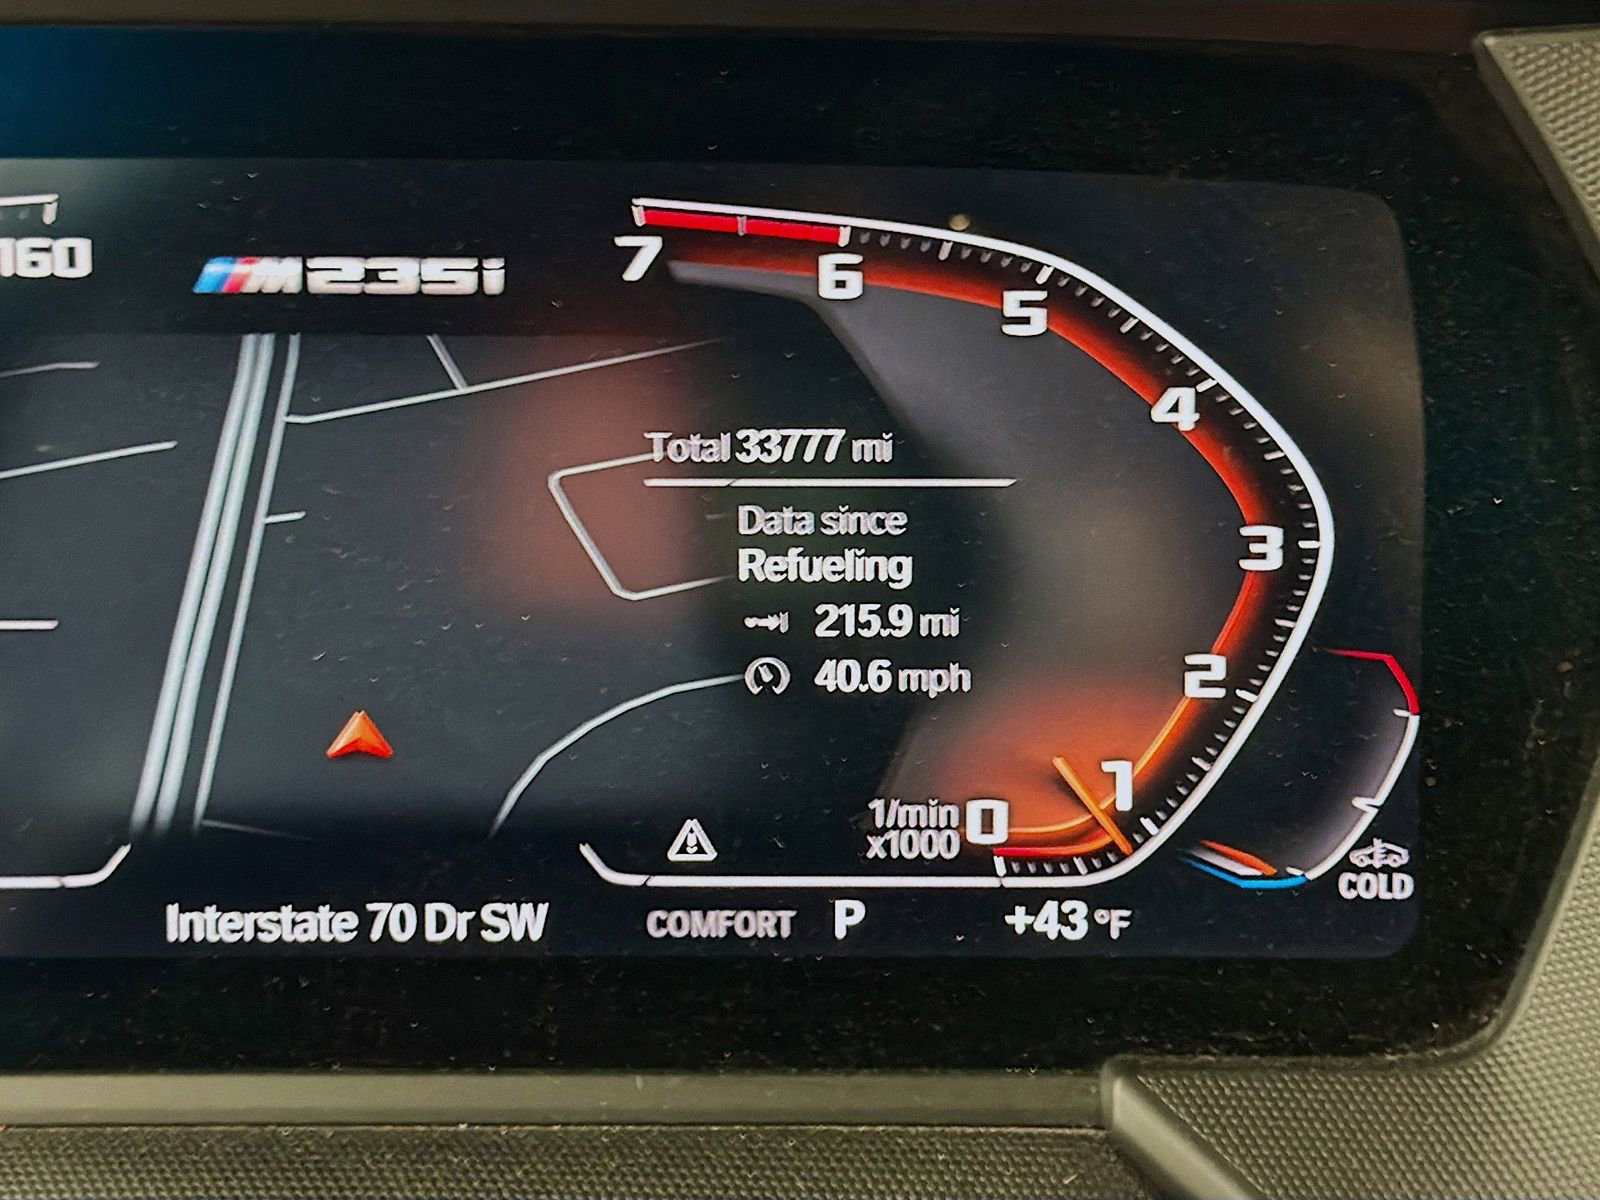 160
M235i
7
6
5
4
3
2
1
0
Total 33777 mi
Data since
Refueling
215.9 mi
40.6 mph
1/min
x1000
COLD
Interstate 70 Dr SW
COMFORT P
+43 °F